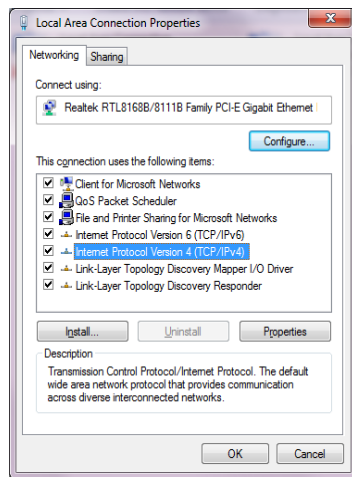 Local Area Connection Properties
Networking
Sharing
Connect using:
Realtek RTL8168B/8111B Family PCI-E Gigabit Ethernet
Configure...
This connection uses the following items:
Client for Microsoft Networks
QoS Packet Scheduler
File and Printer Sharing for Microsoft Networks
Internet Protocol Version 6 (TCP/IPv6)
Internet Protocol Version 4 (TCP/IPv4)
Link-Layer Topology Discovery Mapper I/O Driver
Link-Layer Topology Discovery Responder
Install...
Uninstall
Properties
Description
Transmission Control Protocol/Internet Protocol. The default
wide area network protocol that provides communication
across diverse interconnected networks.
OK
Cancel